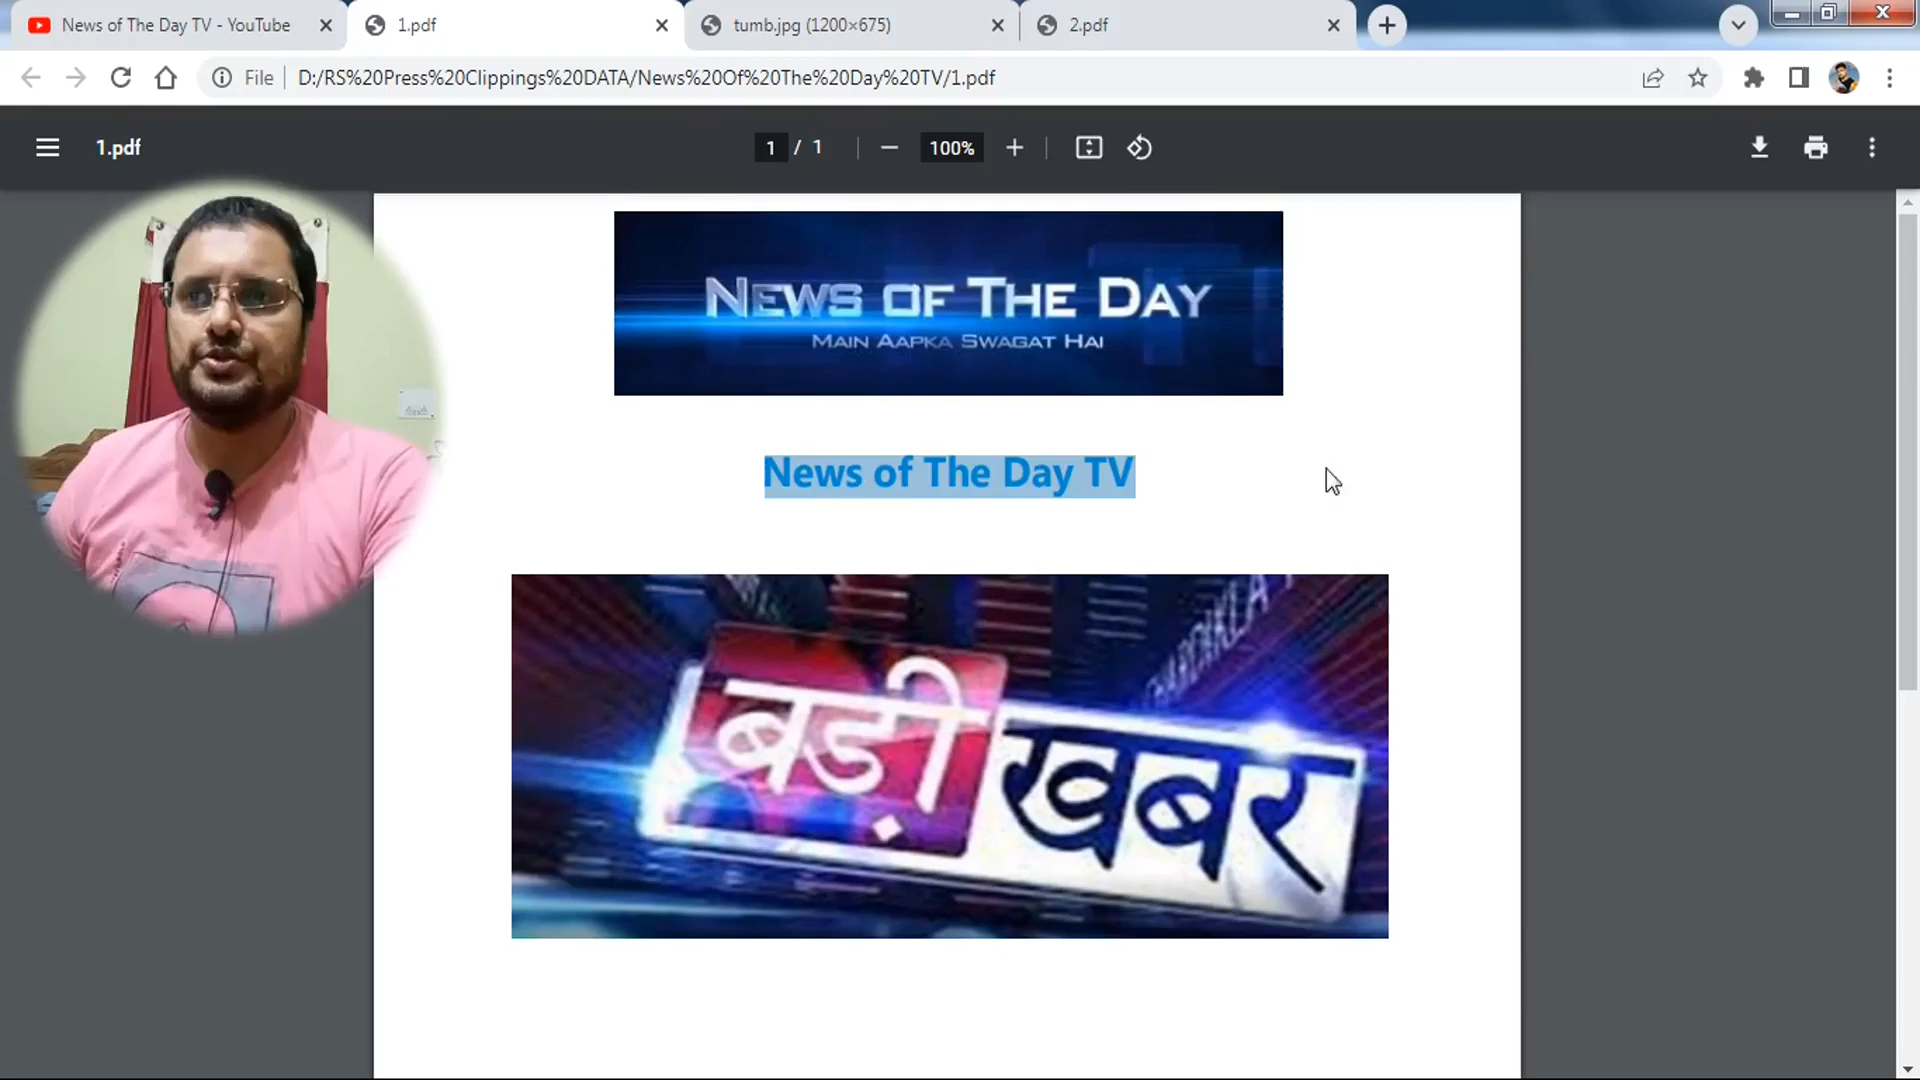 News of The Day TV - YouTube
1.pdf
tumb.jpg (1200×675)
2.pdf
File
D:/RS%20Press%20Clippings%20DATA/News%20Of%20The%20Day%20TV/1.pdf
1.pdf
1 / 1
100%
News of The Day
Main Aapka Swagat Hai
News of The Day TV
CHARDIKLA
बड़ी खबर